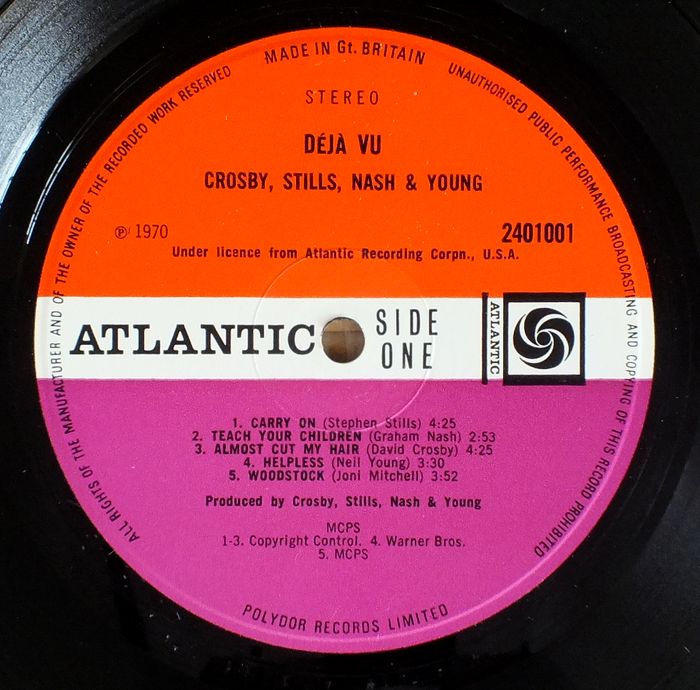 MADE IN Gt. BRITAIN
UNAUTHORISED PUBLIC PERFORMANCE BROADCASTING AND COPYING OF THIS RECORD PROHIBITED
ALL RIGHTS OF THE MANUFACTURER AND OF THE OWNER OF THE RECORDED WORK RESERVED
STEREO
DÉJÀ VU
CROSBY, STILLS, NASH & YOUNG
℗ 1970
2401001
Under licence from Atlantic Recording Corpn., U.S.A.
ATLANTIC
SIDE
ONE
ATLANTIC
1. CARRY ON (Stephen Stills) 4:25
2. TEACH YOUR CHILDREN (Graham Nash) 2:53
3. ALMOST CUT MY HAIR (David Crosby) 4:25
4. HELPLESS (Neil Young) 3:30
5. WOODSTOCK (Joni Mitchell) 3:52
Produced by Crosby, Stills, Nash & Young
MCPS
1-3. Copyright Control. 4. Warner Bros.
5. MCPS
POLYDOR RECORDS LIMITED